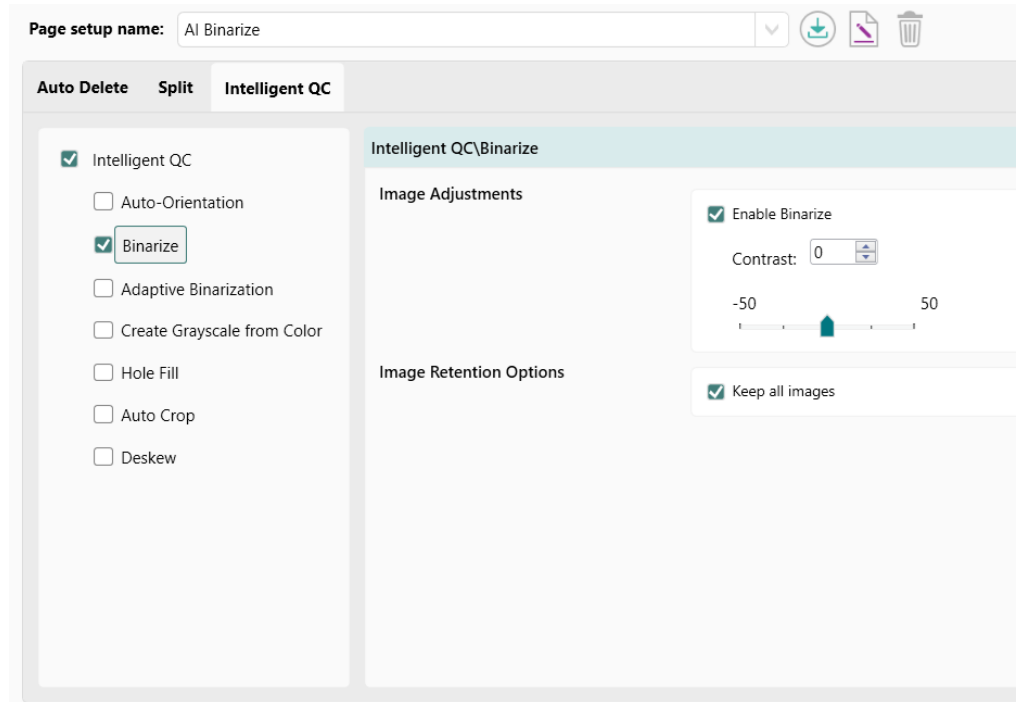 Page setup name: AI Binarize
Auto Delete Split Intelligent QC
Intelligent QC
Auto-Orientation
Binarize
Adaptive Binarization
Create Grayscale from Color
Hole Fill
Auto Crop
Deskew
Intelligent QC\Binarize
Image Adjustments
Enable Binarize
Contrast: 0
-50 50
Image Retention Options
Keep all images